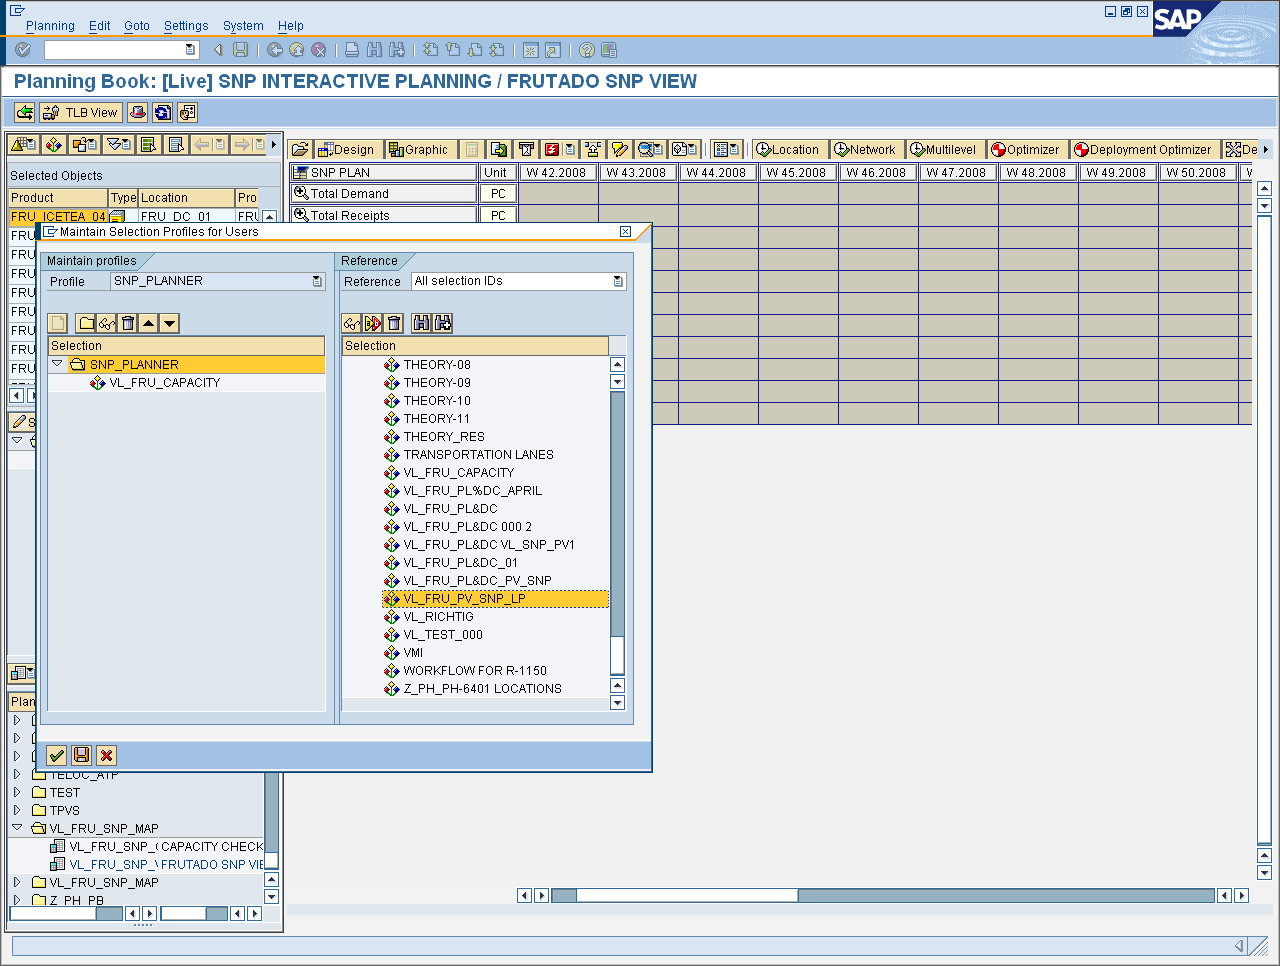 Planning Edit Goto Settings System Help
SAP
Planning Book: [Live] SNP INTERACTIVE PLANNING / FRUTADO SNP VIEW
TLB View
Design Graphic Location Network Multilevel Optimizer Deployment Optimizer De
Selected Objects
Product Type Location Pro
FRU_ICETEA_04 FRU_DC_01 FRU
FRU
FRU
FRU
FRU
FRU
FRU
FRU
FRU
SNP PLAN Unit W 42.2008 W 43.2008 W 44.2008 W 45.2008 W 46.2008 W 47.2008 W 48.2008 W 49.2008 W 50.2008
Total Demand PC
Total Receipts PC
Maintain Selection Profiles for Users
Maintain profiles
Profile SNP_PLANNER
Selection
SNP_PLANNER
VL_FRU_CAPACITY
Reference
Reference All selection IDs
Selection
THEORY-08
THEORY-09
THEORY-10
THEORY-11
THEORY_RES
TRANSPORTATION LANES
VL_FRU_CAPACITY
VL_FRU_PL%DC_APRIL
VL_FRU_PL&DC
VL_FRU_PL&DC 000 2
VL_FRU_PL&DC VL_SNP_PV1
VL_FRU_PL&DC_01
VL_FRU_PL&DC_PV_SNP
VL_FRU_PV_SNP_LP
VL_RICHTIG
VL_TEST_000
VMI
WORKFLOW FOR R-1150
Z_PH_PH-6401 LOCATIONS
S
Plan
TELOC_ATP
TEST
TPVS
VL_FRU_SNP_MAP
VL_FRU_SNP_( CAPACITY CHECK
VL_FRU_SNP_\ FRUTADO SNP VIE
VL_FRU_SNP_MAP
Z_PH_PB